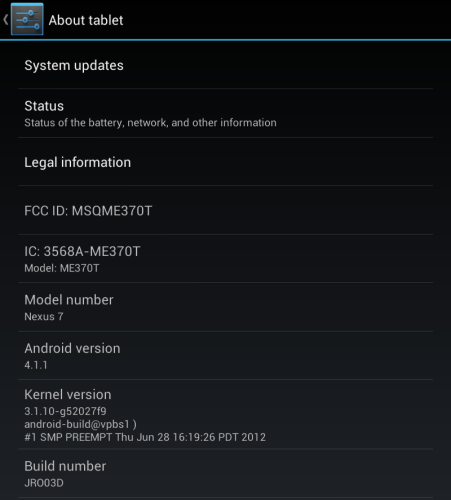 About tablet
System updates
Status
Status of the battery, network, and other information
Legal information
FCC ID: MSQME370T
IC: 3568A-ME370T
Model: ME370T
Model number
Nexus 7
Android version
4.1.1
Kernel version
3.1.10-g52027f9
android-build@vpbs1 )
#1 SMP PREEMPT Thu Jun 28 16:19:26 PDT 2012
Build number
JRO03D